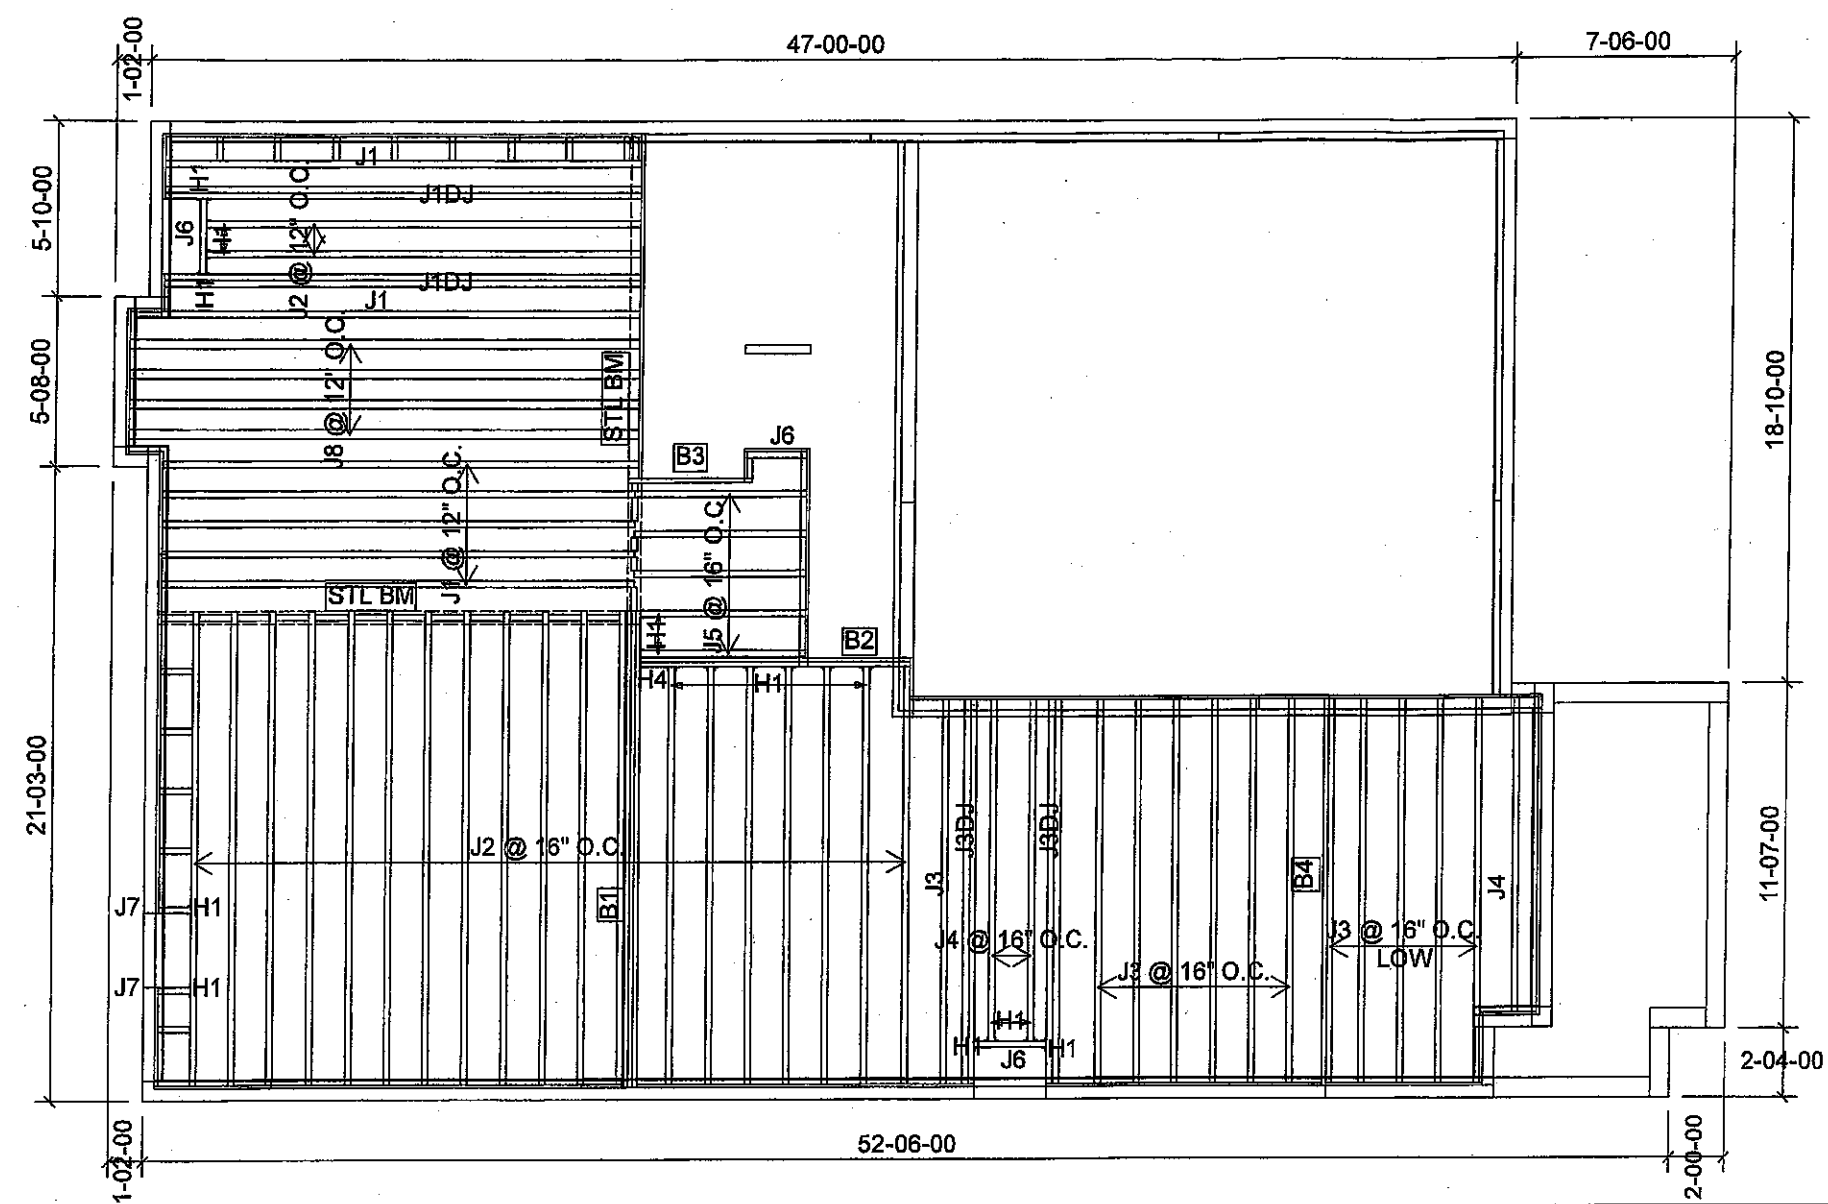 1-02-00
47-00-00
7-06-00
5-10-00
5-08-00
21-03-00
18-10-00
11-07-00
2-04-00
J1
H1
J1DJ
J6
H1
J2 @ 12" O.C.
J1DJ
H1
J1
J8 @ 12' O.C.
STL BM
J6
B3
J1 @ 12" O.C.
J5 @ 16" O.C.
STL BM
H1
B2
H4
H1
J2 @ 16" O.C.
B1
J3
J3DJ
J3DJ
B4
J4
J7
H1
J4 @ 16" O.C.
J3 @ 16" O.C.
LOW
J3 @ 16" O.C.
J7
H1
H1
J6
H1
1-02-00
52-06-00
2-00-00